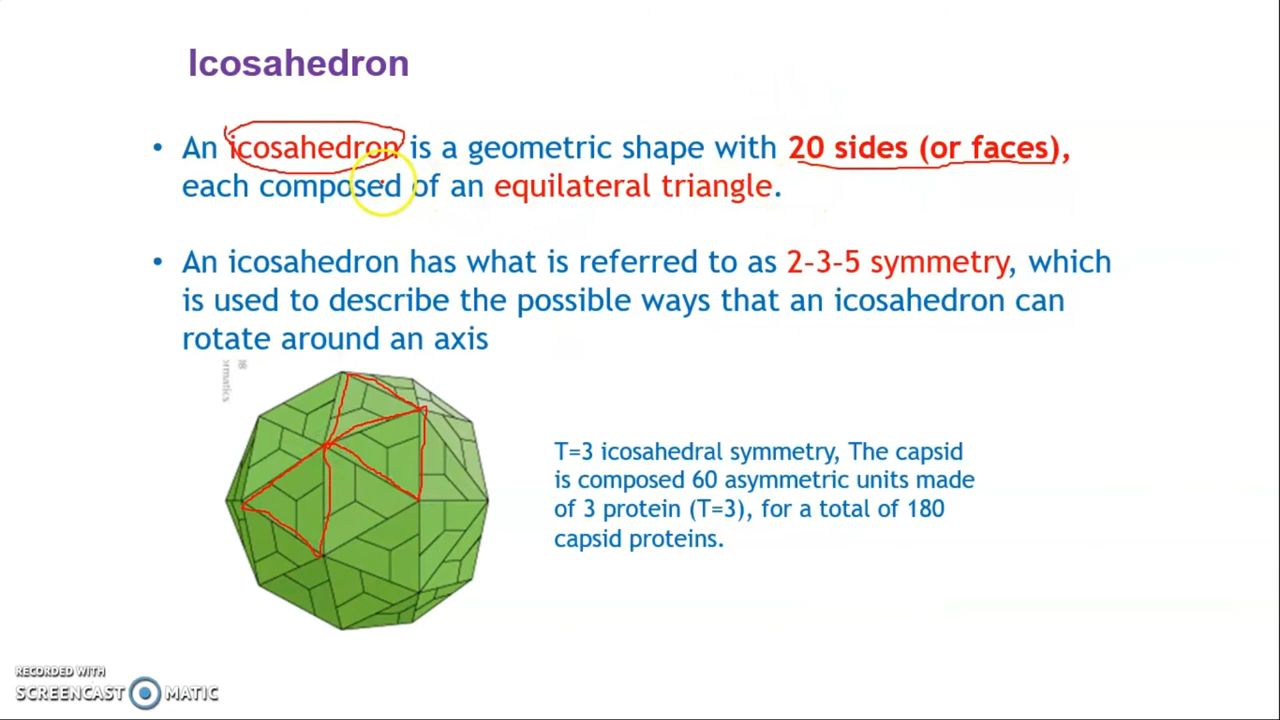 Icosahedron
• An icosahedron is a geometric shape with 20 sides (or faces),
each composed of an equilateral triangle.
• An icosahedron has what is referred to as 2-3-5 symmetry, which
is used to describe the possible ways that an icosahedron can
rotate around an axis
T=3 icosahedral symmetry, The capsid
is composed 60 asymmetric units made
of 3 protein (T=3), for a total of 180
capsid proteins.
RECORDED WITH
SCREENCAST MATIC